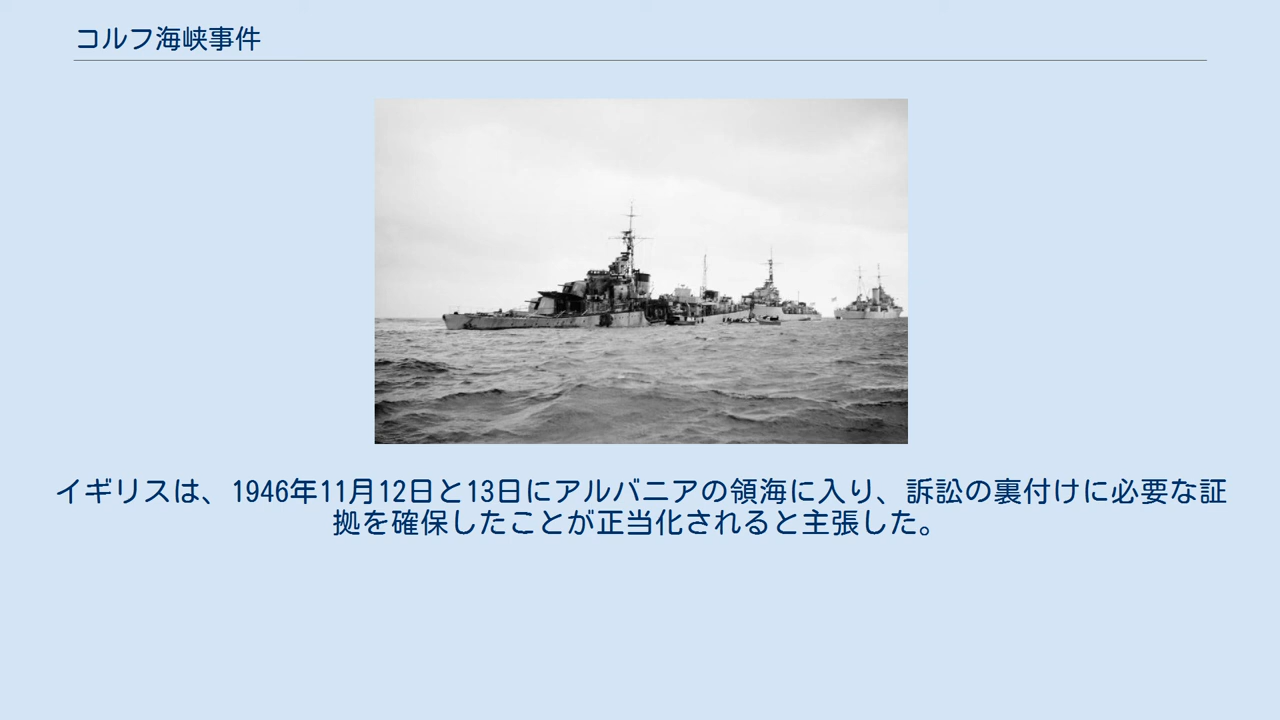 コルフ海峡事件
イギリスは、1946年11月12日と13日にアルバニアの領海に入り、訴訟の裏付けに必要な証
拠を確保したことが正当化されると主張した。